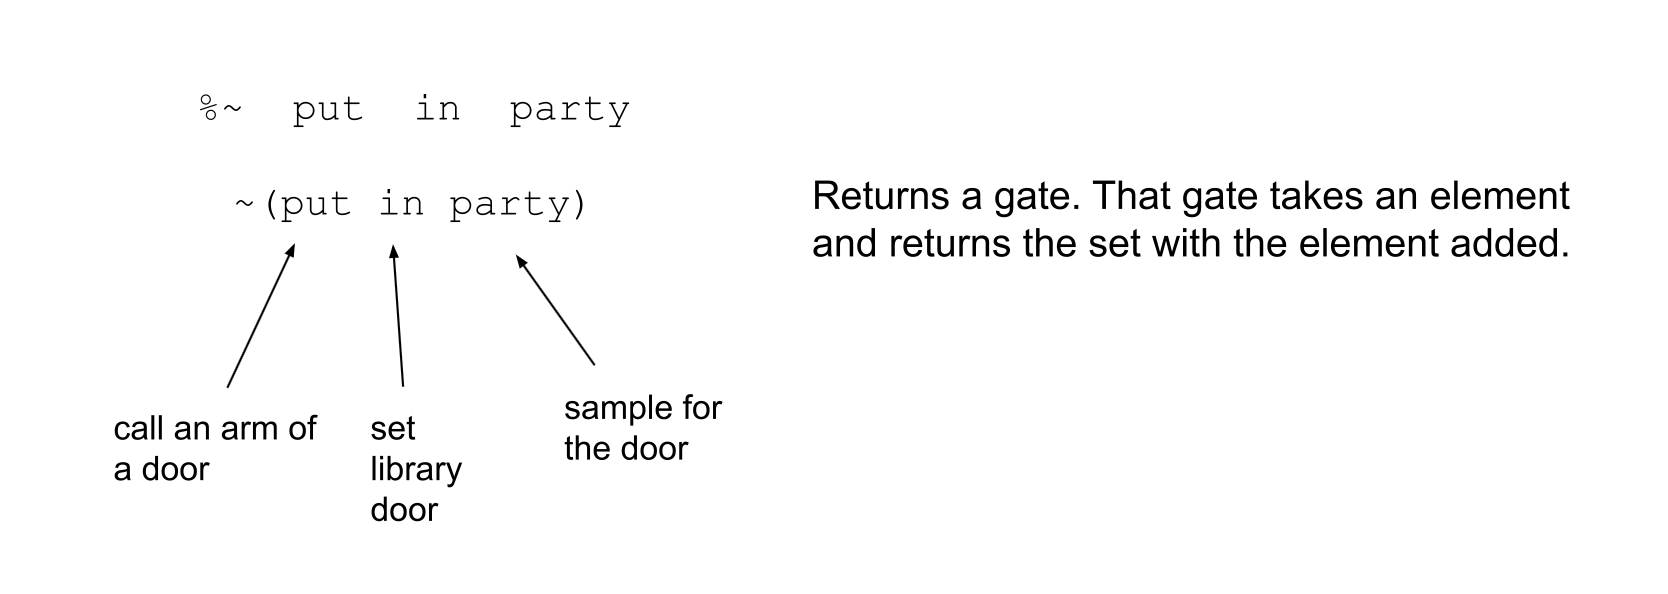 %~  put  in  party
~(put in party)
Returns a gate. That gate takes an element
and returns the set with the element added.
call an arm of
a door
set
library
door
sample for
the door